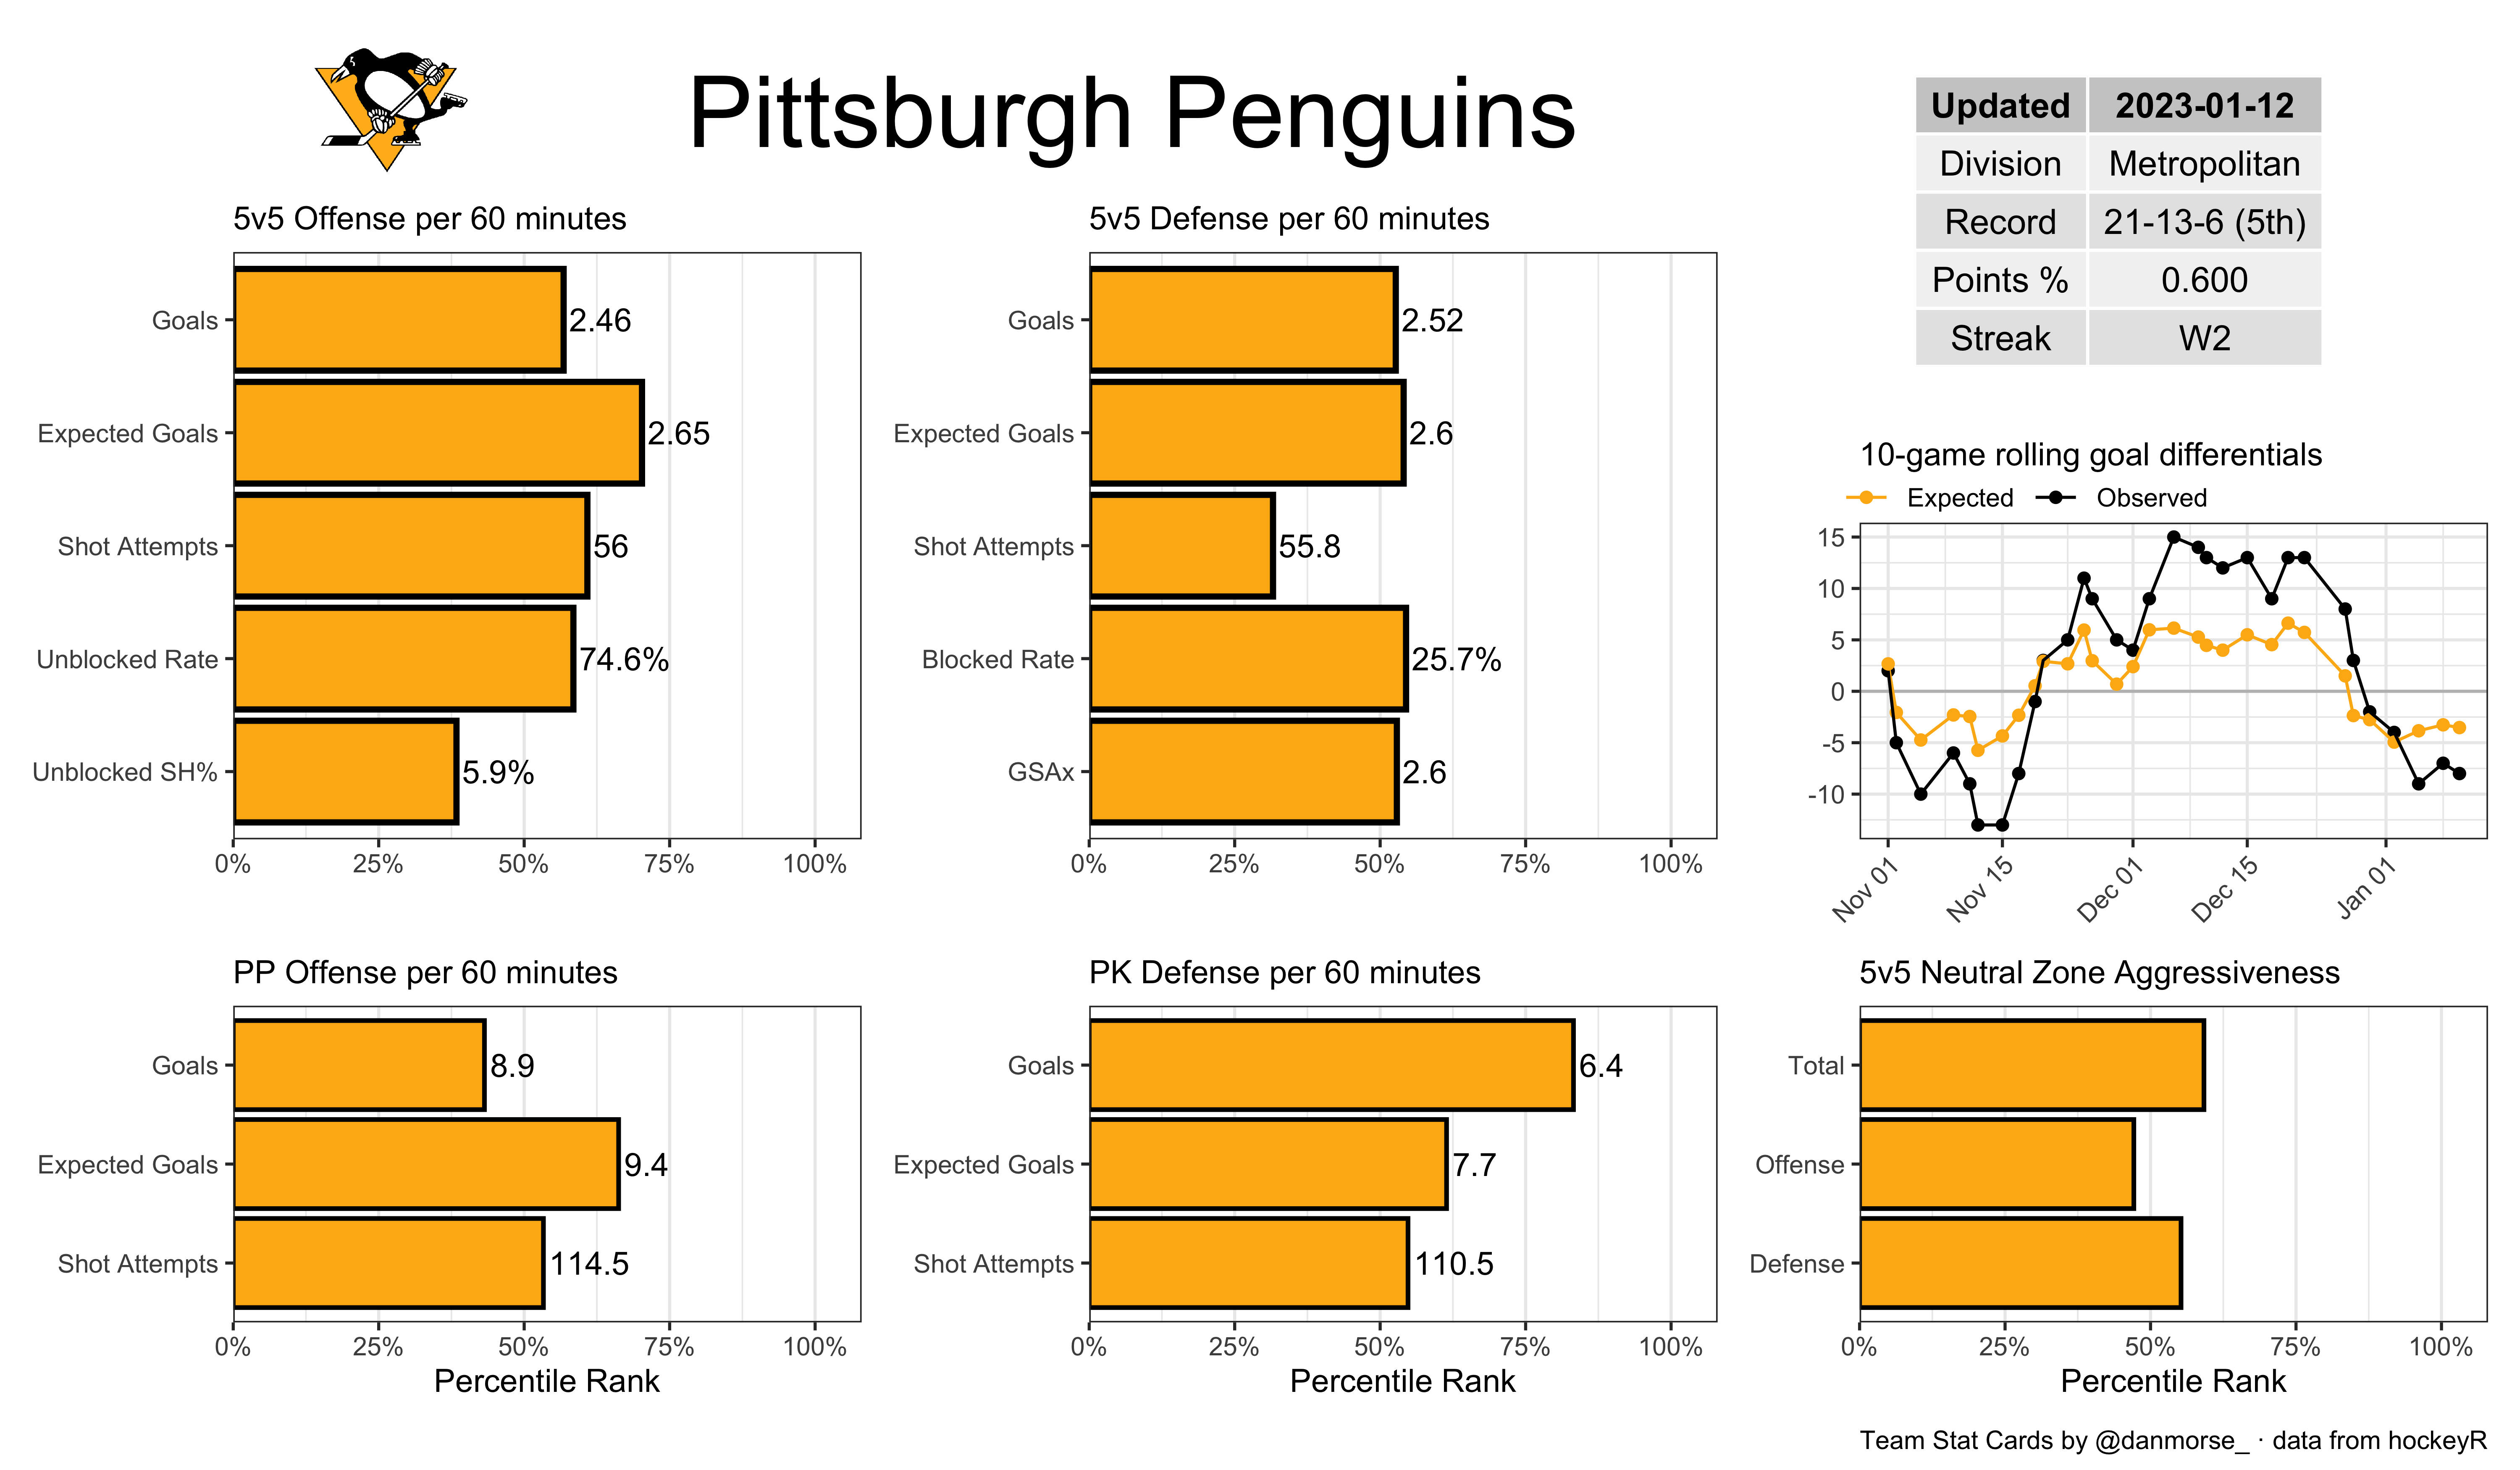 Pittsburgh Penguins
Updated 2023-01-12
Division Metropolitan
Record 21-13-6 (5th)
Points % 0.600
Streak W2
5v5 Offense per 60 minutes
Goals 2.46
Expected Goals 2.65
Shot Attempts 56
Unblocked Rate 74.6%
Unblocked SH% 5.9%
0% 25% 50% 75% 100%
5v5 Defense per 60 minutes
Goals 2.52
Expected Goals 2.6
Shot Attempts 55.8
Blocked Rate 25.7%
GSAx 2.6
0% 25% 50% 75% 100%
10-game rolling goal differentials
Expected Observed
15
10
5
0
-5
-10
Nov 01 Nov 15 Dec 01 Dec 15 Jan 01
PP Offense per 60 minutes
Goals 8.9
Expected Goals 9.4
Shot Attempts 114.5
0% 25% 50% 75% 100%
Percentile Rank
PK Defense per 60 minutes
Goals 6.4
Expected Goals 7.7
Shot Attempts 110.5
0% 25% 50% 75% 100%
Percentile Rank
5v5 Neutral Zone Aggressiveness
Total
Offense
Defense
0% 25% 50% 75% 100%
Percentile Rank
Team Stat Cards by @danmorse_ · data from hockeyR